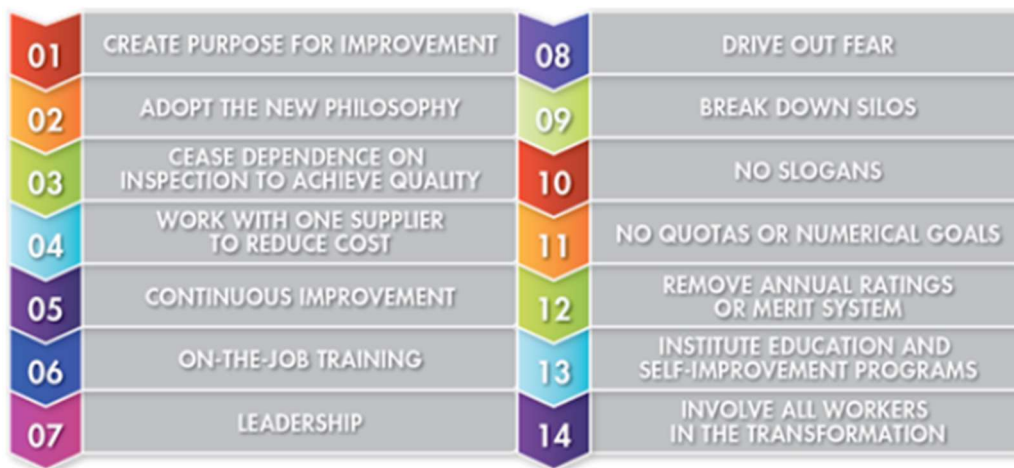 01
CREATE PURPOSE FOR IMPROVEMENT
02
ADOPT THE NEW PHILOSOPHY
03
CEASE DEPENDENCE ON
INSPECTION TO ACHIEVE QUALITY
04
WORK WITH ONE SUPPLIER
TO REDUCE COST
05
CONTINUOUS IMPROVEMENT
06
ON-THE-JOB TRAINING
07
LEADERSHIP
08
DRIVE OUT FEAR
09
BREAK DOWN SILOS
10
NO SLOGANS
11
NO QUOTAS OR NUMERICAL GOALS
12
REMOVE ANNUAL RATINGS
OR MERIT SYSTEM
13
INSTITUTE EDUCATION AND
SELF-IMPROVEMENT PROGRAMS
14
INVOLVE ALL WORKERS
IN THE TRANSFORMATION